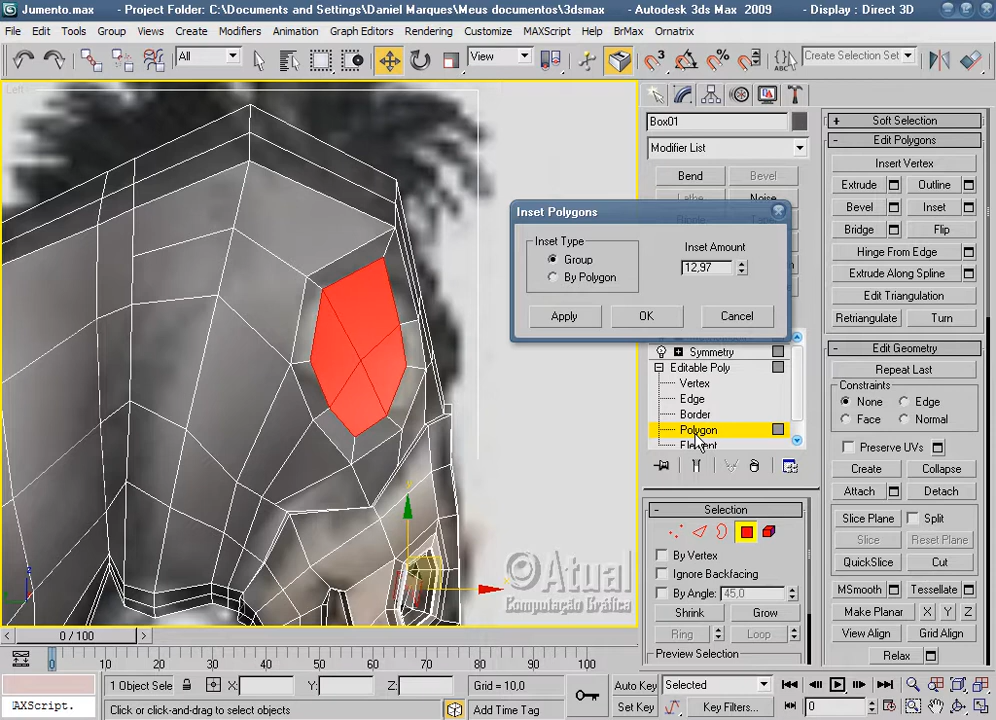 Jumento.max - Project Folder: C:\Documents and Settings\Daniel Marques\Meus documentos\3dsmax - Autodesk 3ds Max 2009 - Display : Direct 3D
File Edit Tools Group Views Create Modifiers Animation Graph Editors Rendering Customize MAXScript Help BrMax Ornatrix
All View Create Selection Set
Left
Box01
Modifier List
Bend Bevel
Noise
Inset Polygons
Inset Type
Group
By Polygon
Inset Amount
12,97
Apply OK Cancel
Symmetry
Editable Poly
Vertex
Edge
Border
Polygon
Element
Selection
By Vertex
Ignore Backfacing
By Angle: 45,0
Shrink Grow
Ring Loop
Preview Selection
Soft Selection
Edit Polygons
Insert Vertex
Extrude Outline
Bevel Inset
Bridge Flip
Hinge From Edge
Extrude Along Spline
Edit Triangulation
Retriangulate Turn
Edit Geometry
Repeat Last
Constraints
None Edge
Face Normal
Preserve UVs
Create Collapse
Attach Detach
Slice Plane Split
Slice Reset Plane
QuickSlice Cut
MSmooth Tessellate
Make Planar X Y Z
View Align Grid Align
Relax
©Atual
Computação Gráfica
0 / 100
0 10 20 30 40 50 60 70 80 90 100
1 Object Sele X: Y: Z: Grid = 10,0
AXScript. Click or click-and-drag to select objects Add Time Tag
Auto Key Selected
Set Key Key Filters... 0